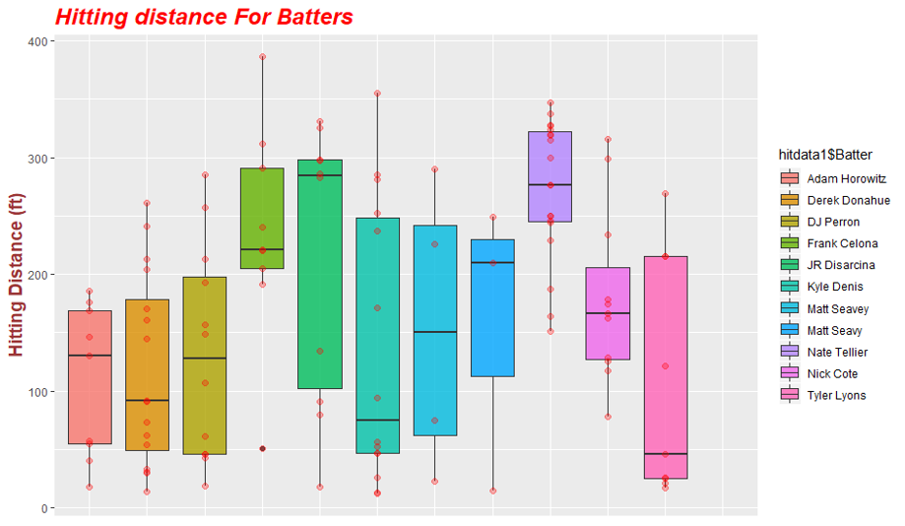 Hitting distance For Batters
400
300
200
100
0
Hitting Distance (ft)
hitdata1$Batter
Adam Horowitz
Derek Donahue
DJ Perron
Frank Celona
JR Disarcina
Kyle Denis
Matt Seavey
Matt Seavy
Nate Tellier
Nick Cote
Tyler Lyons